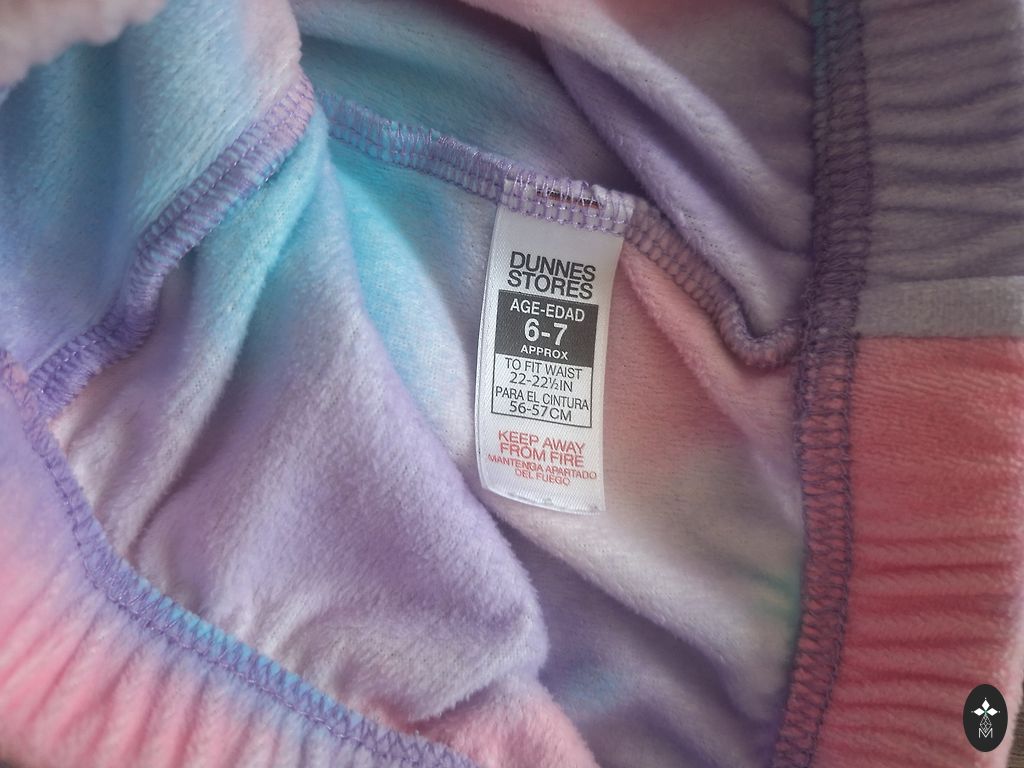 DUNNES
STORES
AGE-EDAD
6-7
APPROX
TO FIT WAIST
22-22½IN
PARA EL CINTURA
56-57CM
KEEP AWAY
FROM FIRE
MANTENGA APARTADO
DEL FUEGO
M